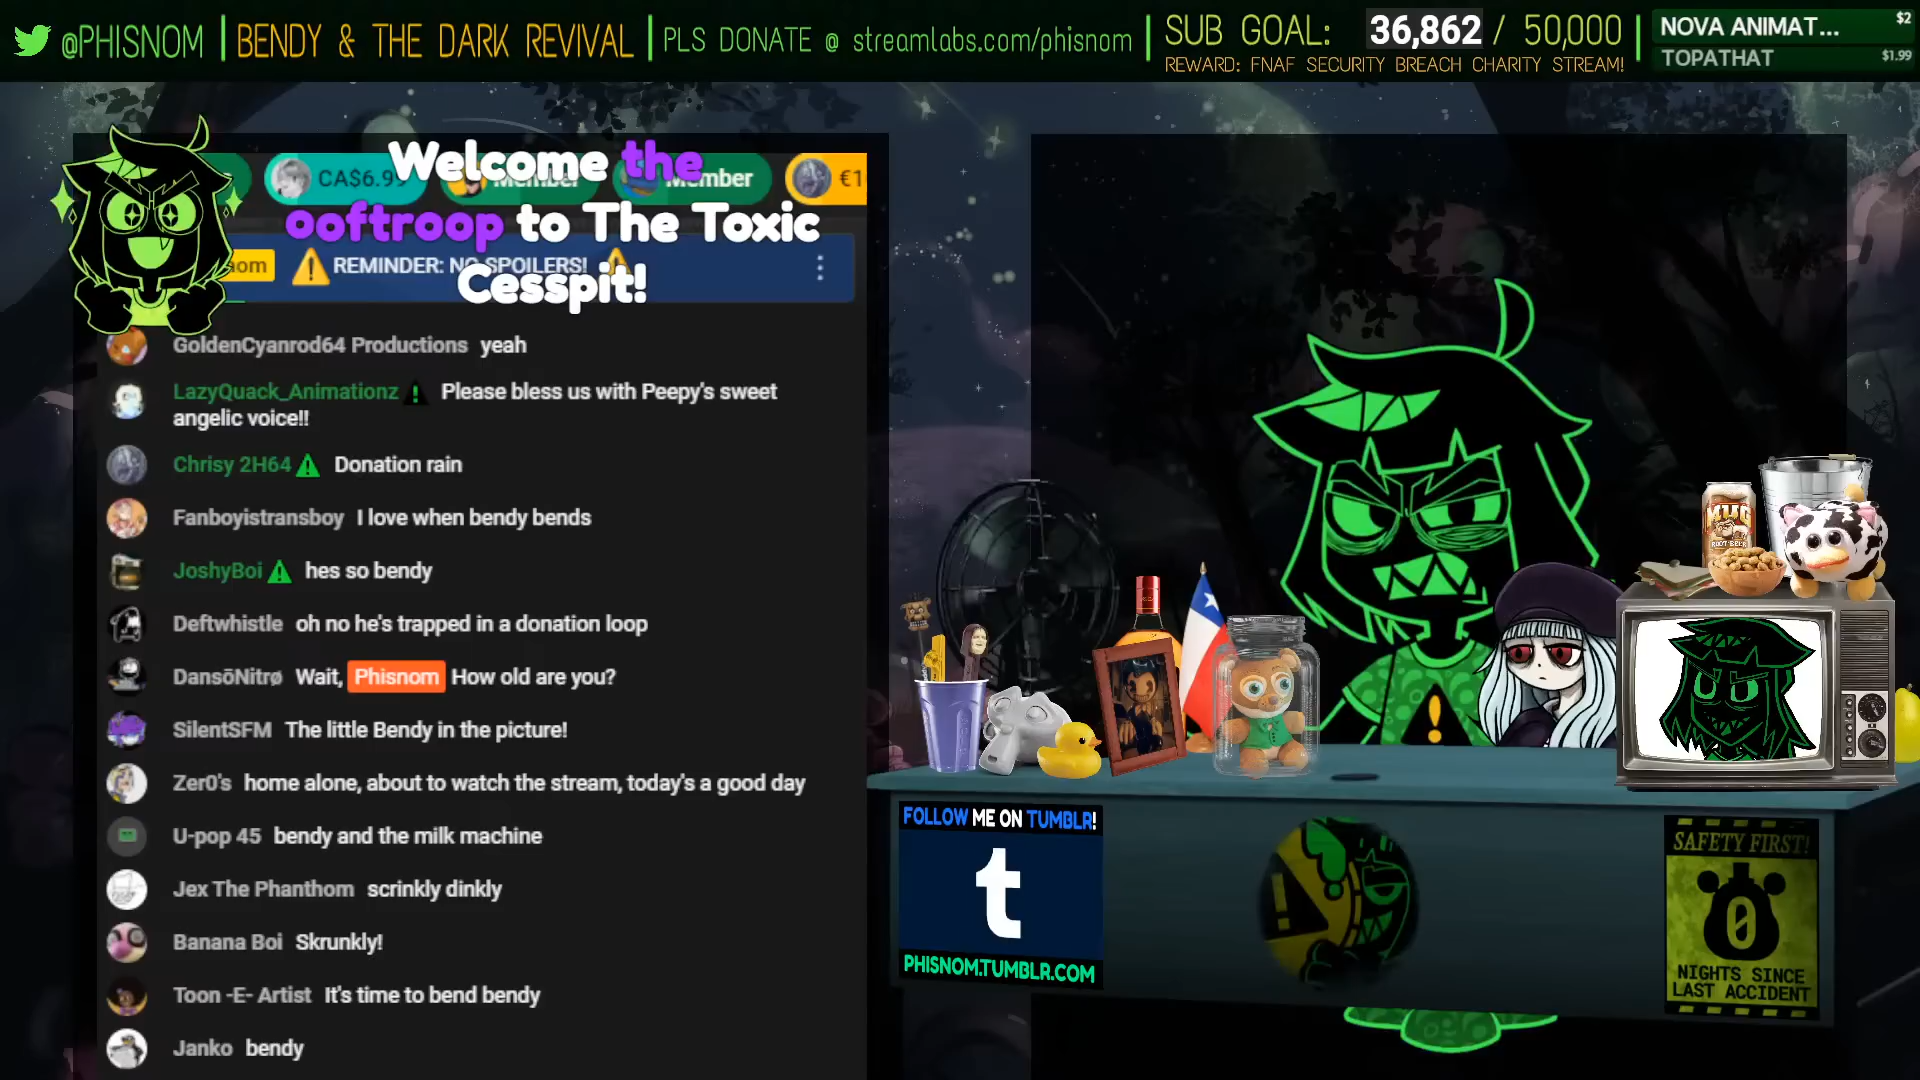 @PHISNOM
BENDY & THE DARK REVIVAL
PLS DONATE @ streamlabs.com/phisnom
SUB GOAL: 36,862 / 50,000
REWARD: FNAF SECURITY BREACH CHARITY STREAM!
NOVA ANIMAT... $2
TOPATHAT $1.99
CA$6.99 Member Member €1
Welcome the
ooftroop to The Toxic
Cesspit!
nom REMINDER: NO SPOILERS!
GoldenCyanrod64 Productions yeah
LazyQuack_Animationz Please bless us with Peepy's sweet
angelic voice!!
Chrisy 2H64 Donation rain
Fanboyistransboy I love when bendy bends
JoshyBoi hes so bendy
Deftwhistle oh no he's trapped in a donation loop
DansōNitrø Wait, Phisnom How old are you?
SilentSFM The little Bendy in the picture!
Zer0's home alone, about to watch the stream, today's a good day
U-pop 45 bendy and the milk machine
Jex The Phanthom scrinkly dinkly
Banana Boi Skrunkly!
Toon -E- Artist It's time to bend bendy
Janko bendy
MUG
ROOT BEER
FOLLOW ME ON TUMBLR!
t
PHISNOM.TUMBLR.COM
SAFETY FIRST!
0
NIGHTS SINCE
LAST ACCIDENT